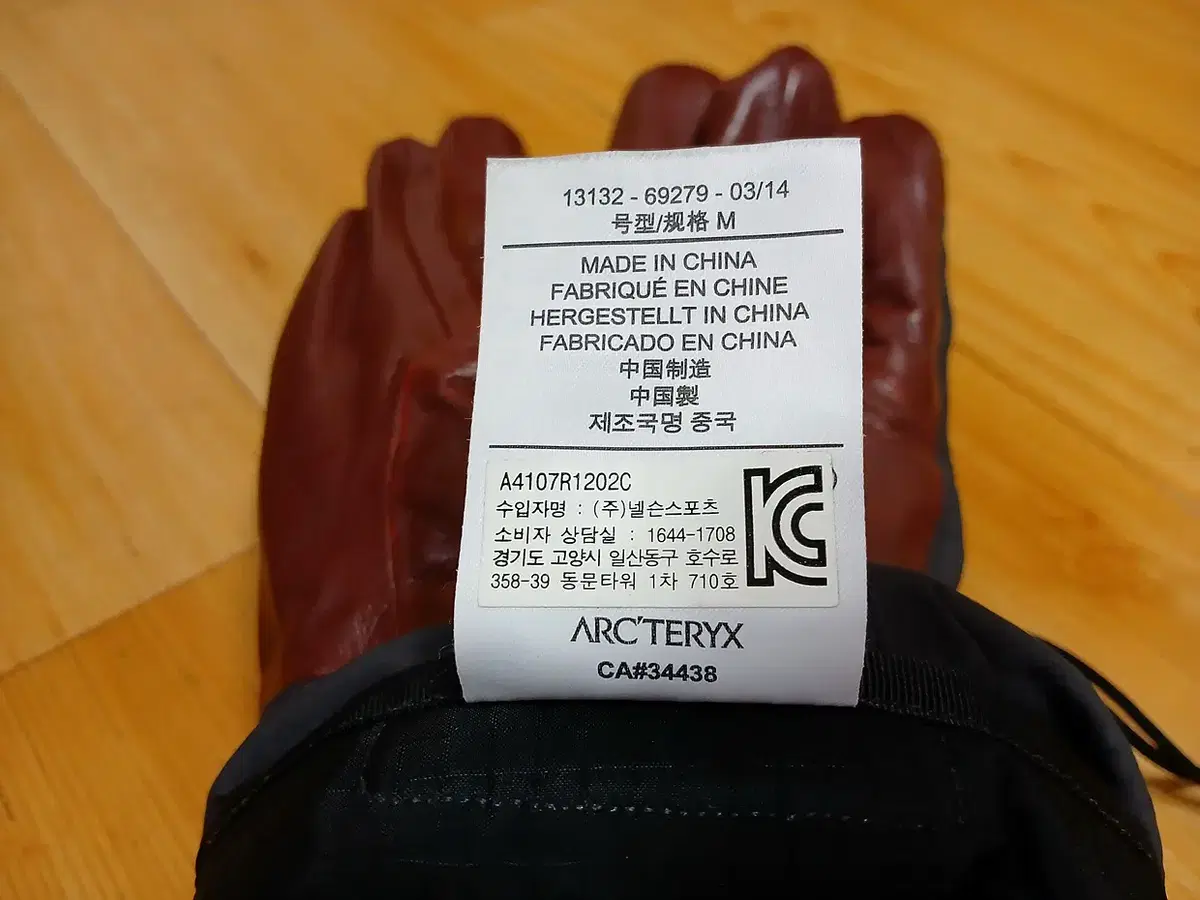 13132 - 69279 - 03/14
号型/规格 M
MADE IN CHINA
FABRIQUÉ EN CHINE
HERGESTELLT IN CHINA
FABRICADO EN CHINA
中国制造
中国製
제조국명 중국
A4107R1202C
수입자명 : (주)넬슨스포츠
소비자 상담실 : 1644-1708
경기도 고양시 일산동구 호수로
358-39 동문타워 1차 710호
ARC'TERYX
CA#34438